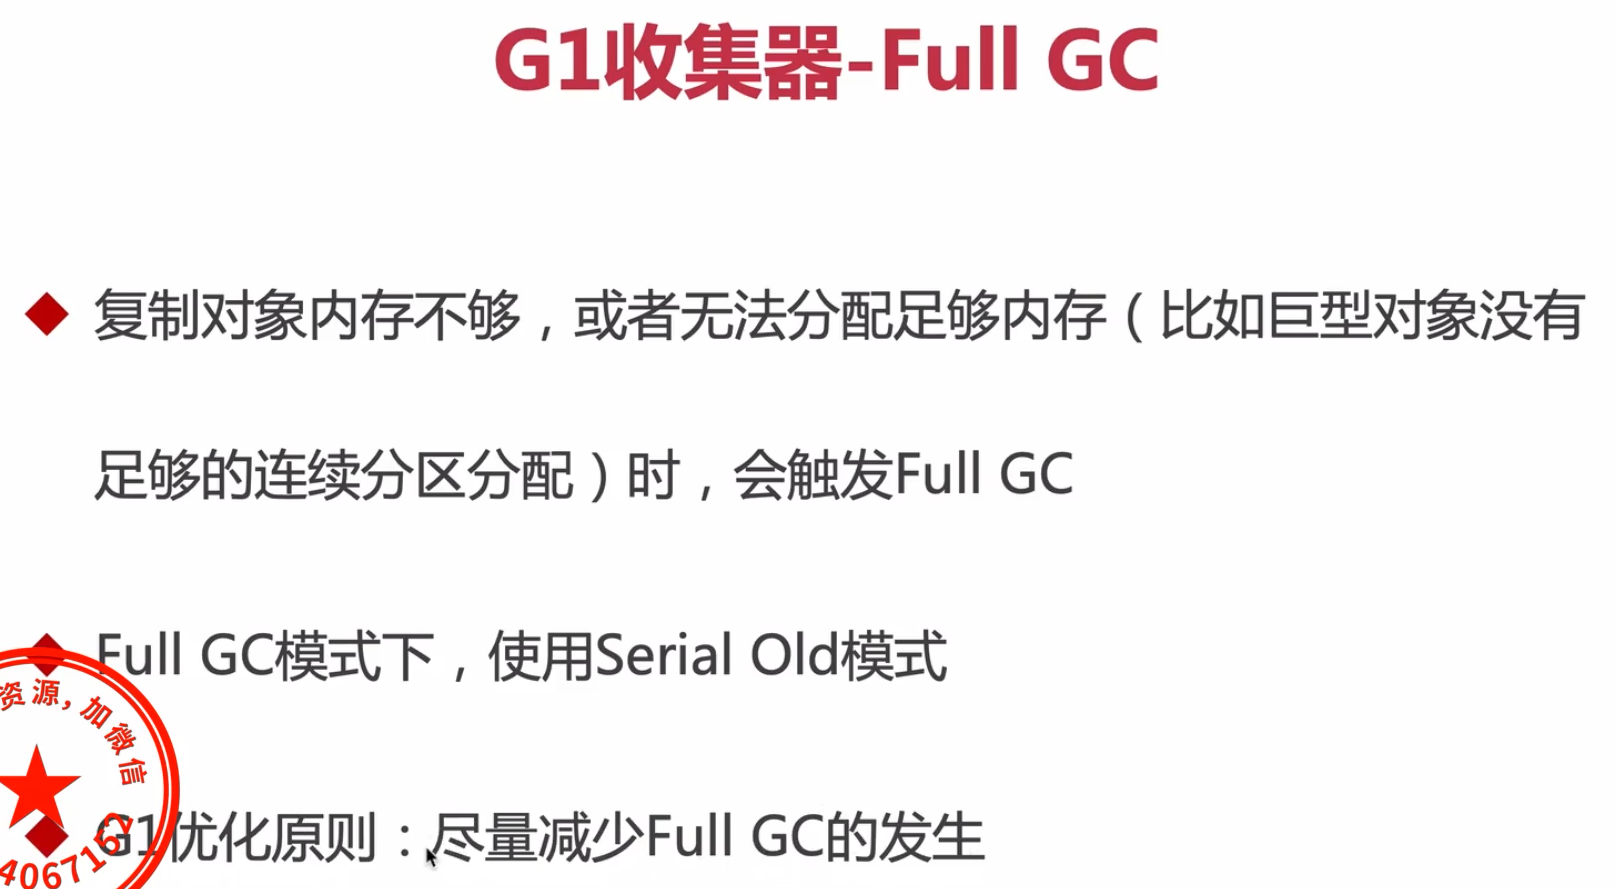 G1收集器-Full GC
复制对象内存不够，或者无法分配足够内存（比如巨型对象没有
足够的连续分区分配）时，会触发Full GC
Full GC模式下，使用Serial Old模式
资源，加微信
G1优化原则：尽量减少Full GC的发生
4067152